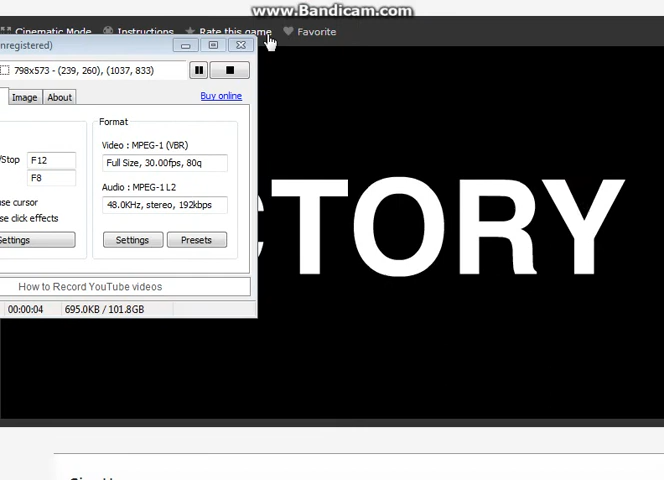 www.Bandicam.com
Cinematic Mode Instructions Rate this game Favorite
nregistered)
798x573 - (239, 260), (1037, 833)
Image About Buy online
Format
Video : MPEG-1 (VBR)
/Stop F12 Full Size, 30.00fps, 80q
F8
Audio : MPEG-1 L2
use cursor 48.0KHz, stereo, 192kbps
se click effects
Settings Settings Presets
CTORY
How to Record YouTube videos
00:00:04 695.0KB / 101.8GB